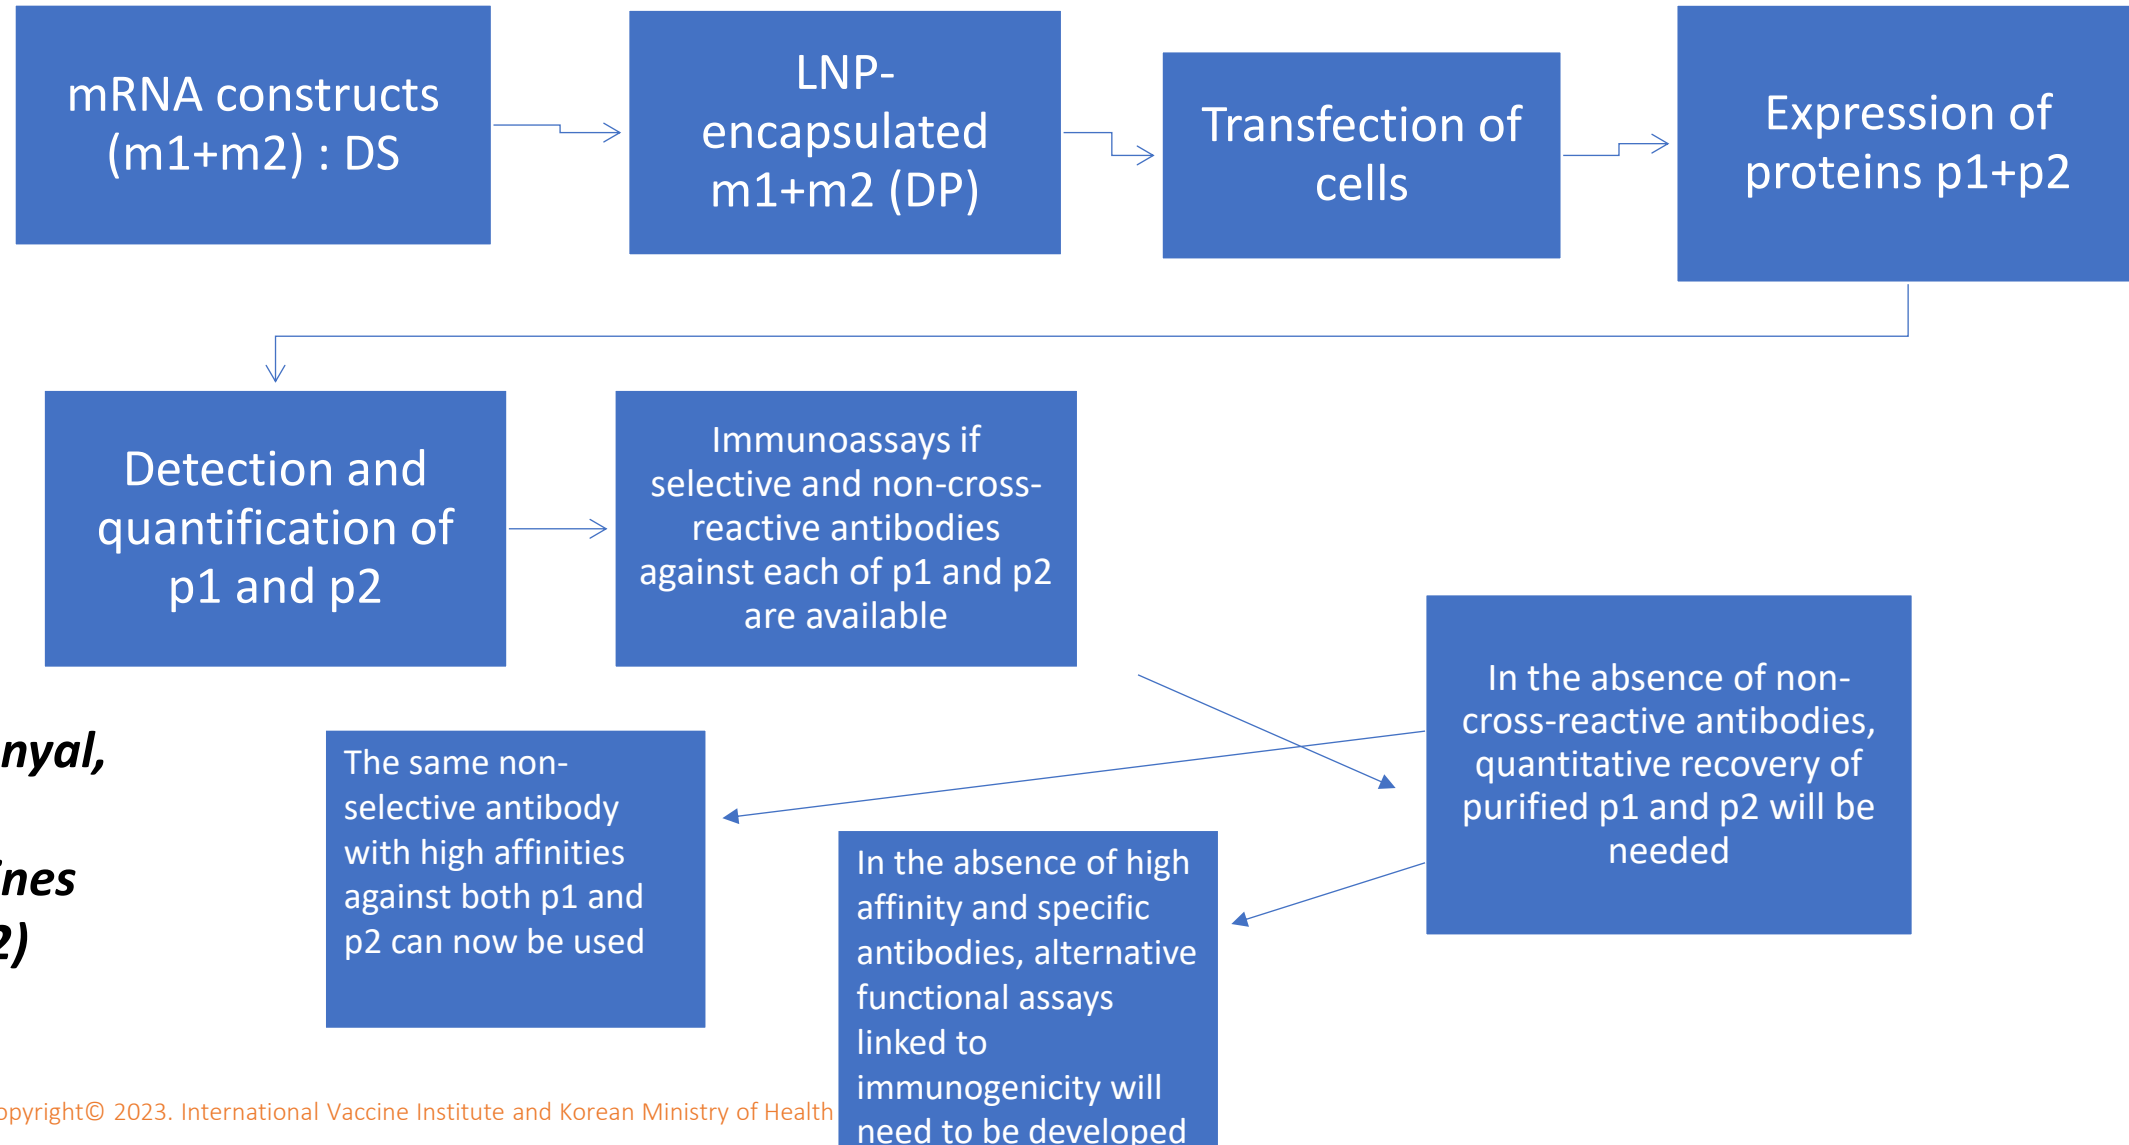 mRNA constructs
(m1+m2) : DS
LNP-
encapsulated
m1+m2 (DP)
Transfection of
cells
Expression of
proteins p1+p2
Detection and
quantification of
p1 and p2
Immunoassays if
selective and non-cross-
reactive antibodies
against each of p1 and p2
are available
In the absence of non-
cross-reactive antibodies,
quantitative recovery of
purified p1 and p2 will be
needed
nyal,
ines
2)
The same non-
selective antibody
with high affinities
against both p1 and
p2 can now be used
In the absence of high
affinity and specific
antibodies, alternative
functional assays
linked to
immunogenicity will
need to be developed
opyright© 2023. International Vaccine Institute and Korean Ministry of Health